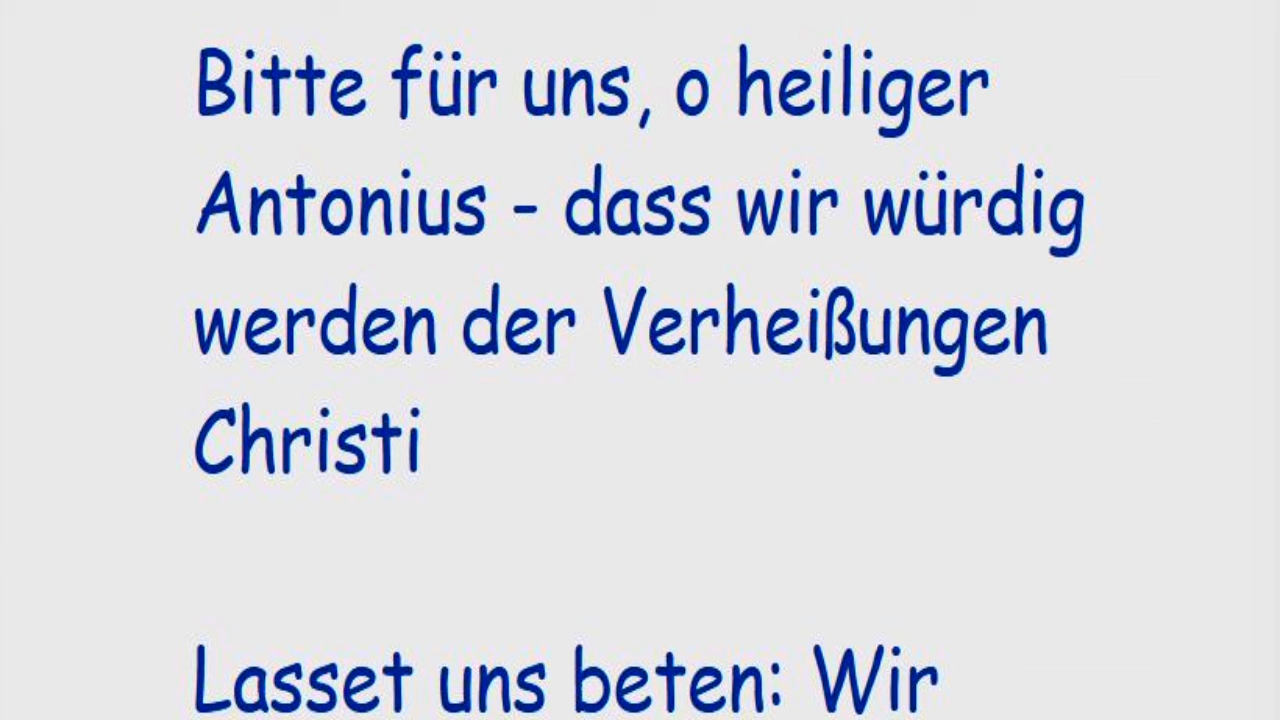 Bitte für uns, o heiliger
Antonius - dass wir würdig
werden der Verheißungen
Christi
Lasset uns beten: Wir